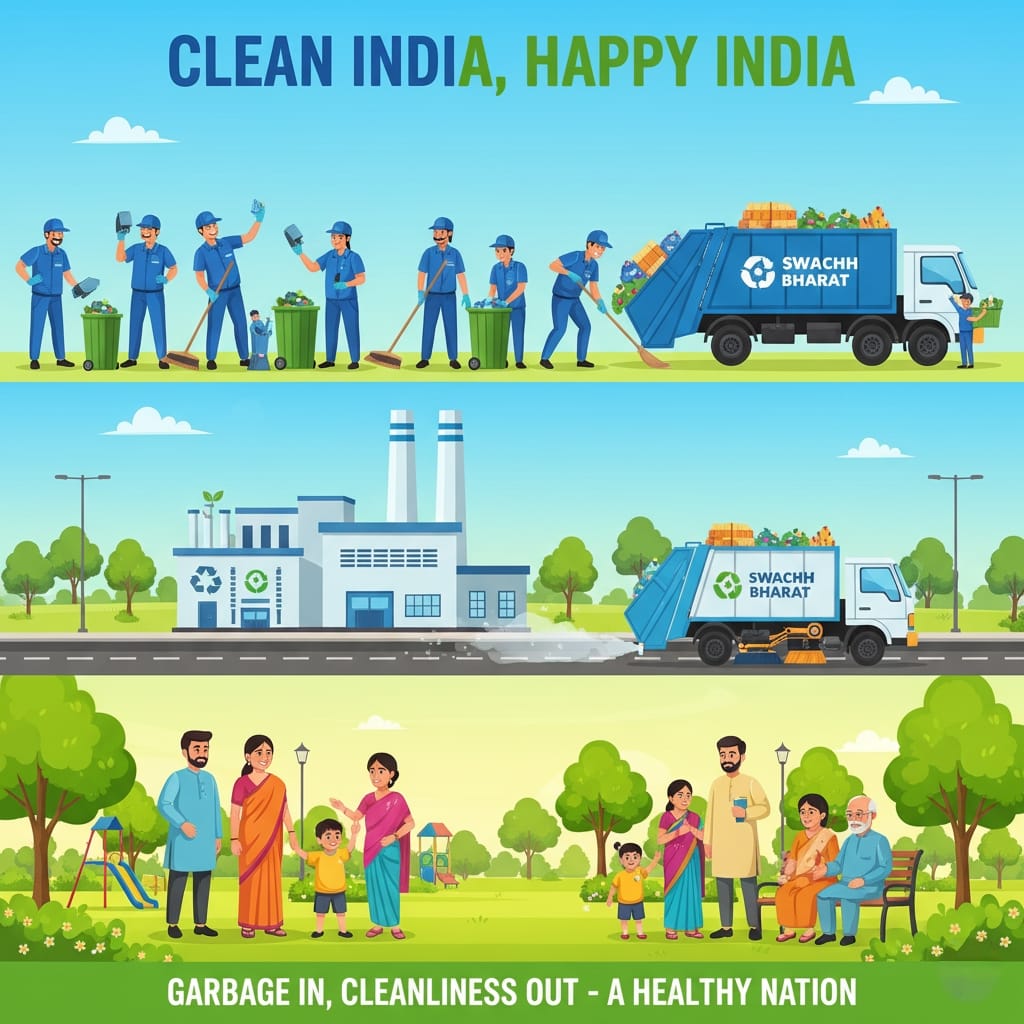 CLEAN INDIA, HAPPY INDIA
SWACHH
BHARAT
SWACHH
BHARAT
GARBAGE IN, CLEANLINESS OUT - A HEALTHY NATION